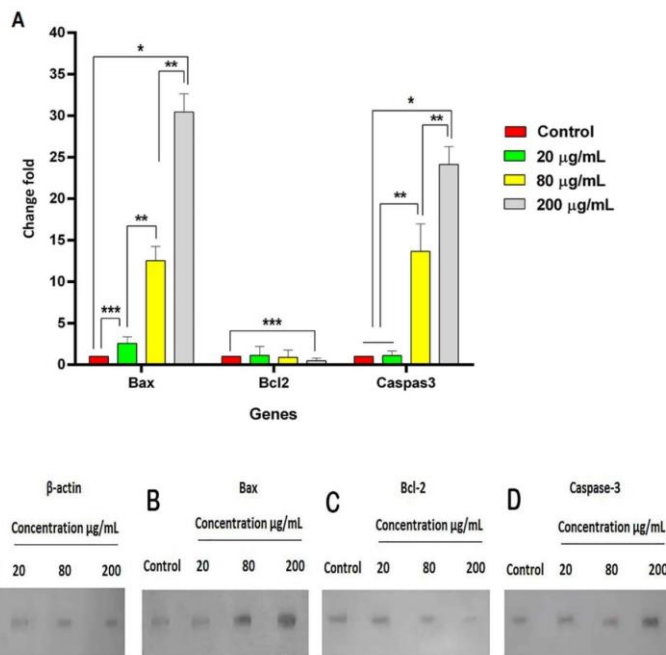 A
Change fold
40
35
30
25
20
15
10
5
0
*
**
**
***
***
*
**
**
Bax
Bcl2
Caspas3
Genes
Control
20 µg/mL
80 µg/mL
200 µg/mL
β-actin
Concentration µg/mL
20 80 200
B
Bax
Concentration µg/mL
Control 20 80 200
C
Bcl-2
Concentration µg/mL
Control 20 80 200
D
Caspase-3
Concentration µg/mL
Control 20 80 200